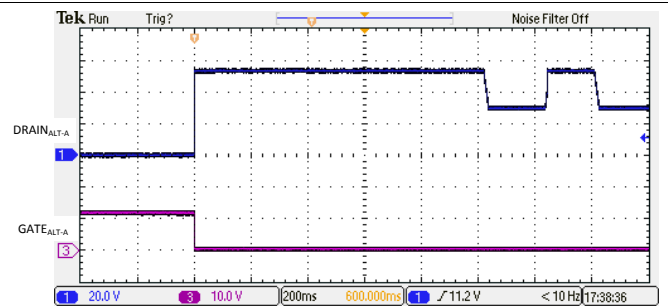 Tek Run Trig? Noise Filter Off
DRAINALT-A
1
GATEALT-A
3
1 20.0 V 3 10.0 V 200ms 600.000ms 1 11.2 V < 10 Hz 17:38:36